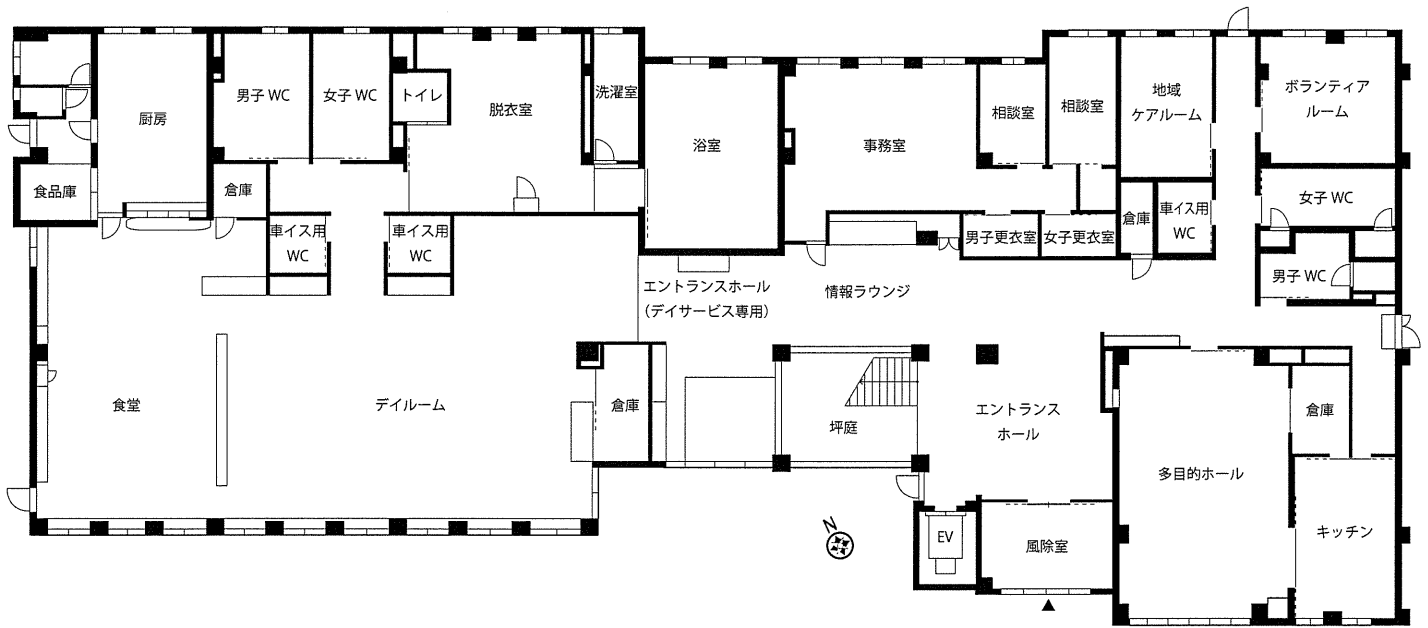 厨房
男子 WC
女子 WC
トイレ
脱衣室
洗濯室
浴室
事務室
相談室
相談室
地域
ケアルーム
ボランティア
ルーム
食品庫
倉庫
車イス用
WC
車イス用
WC
男子更衣室
女子更衣室
倉庫
車イス用
WC
女子 WC
男子 WC
エントランスホール
（デイサービス専用）
情報ラウンジ
食堂
デイルーム
倉庫
坪庭
エントランス
ホール
倉庫
多目的ホール
キッチン
N
EV
風除室